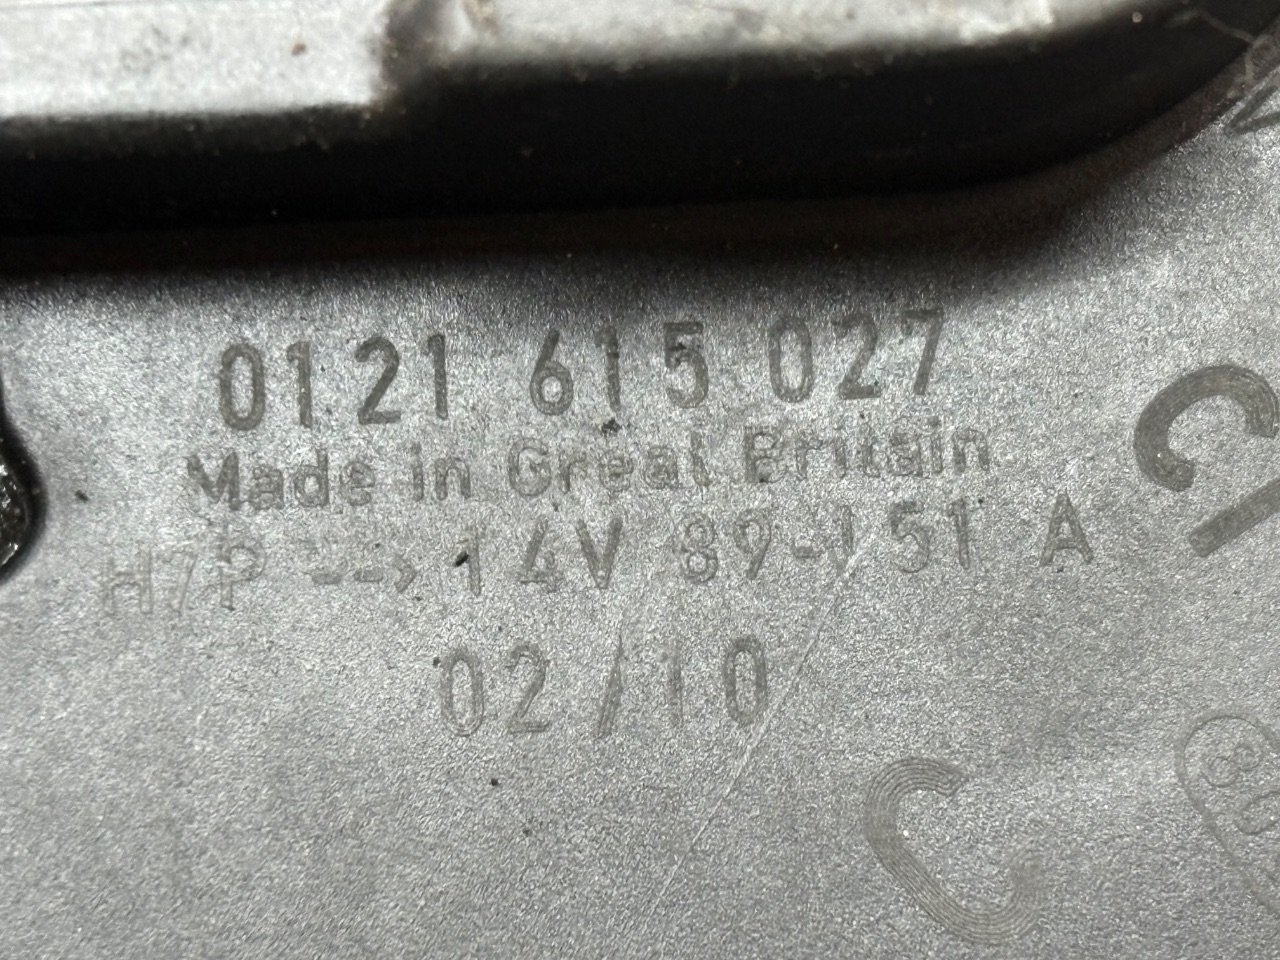 0121 615 027
Made in Great Britain
H7P --> 14V 89-151 A
02/10
C